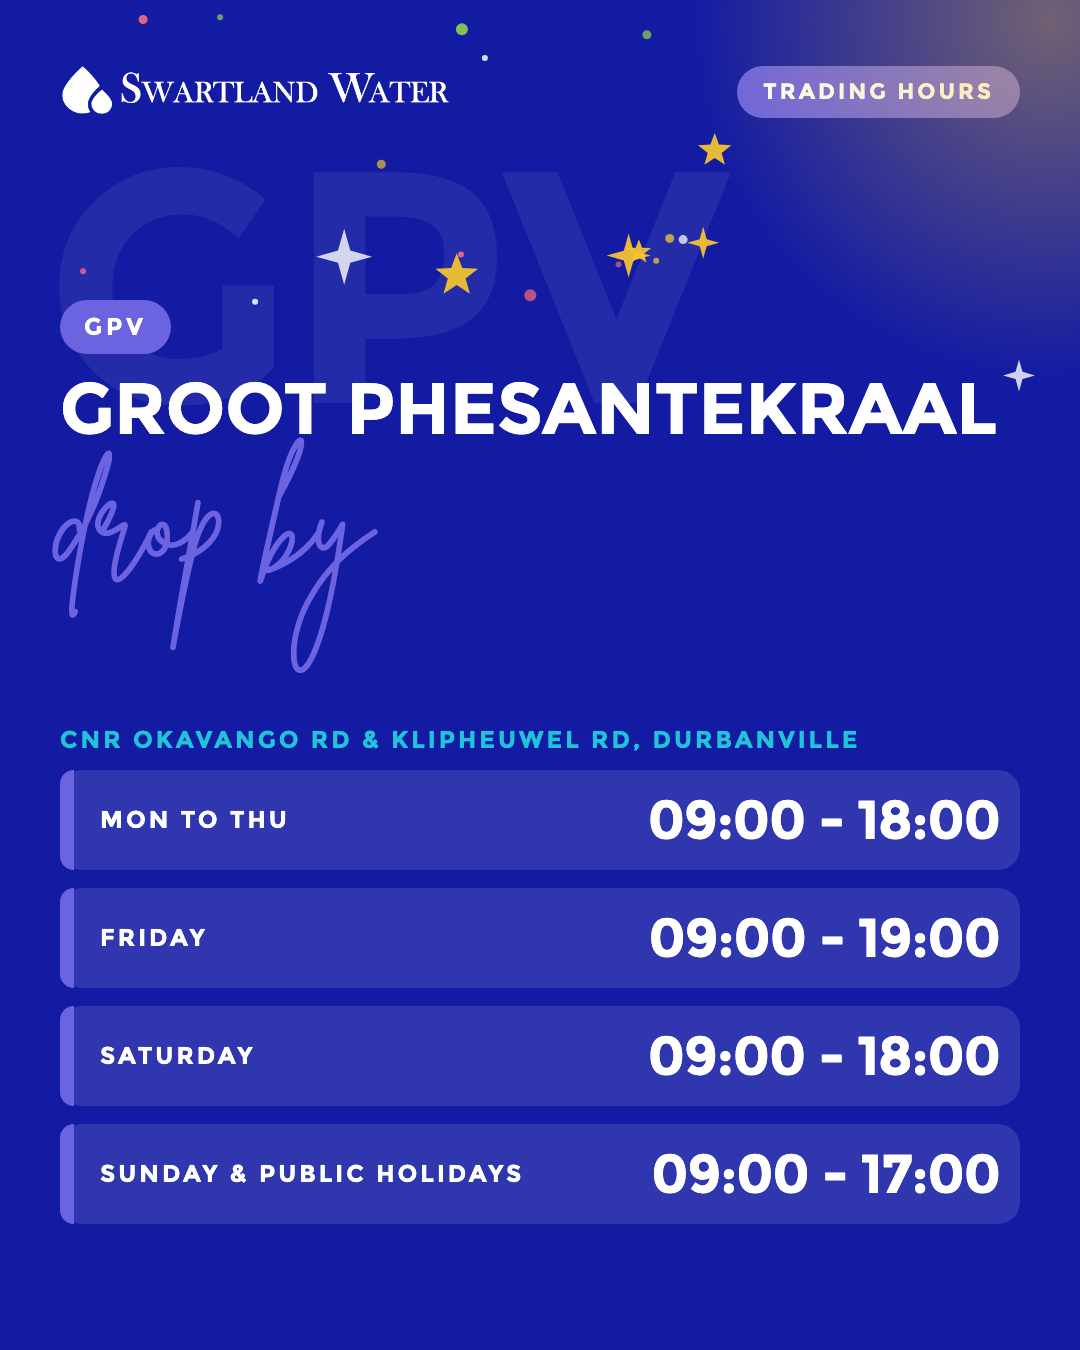 SWARTLAND WATER
TRADING HOURS
GPV
GPV
GROOT PHESANTEKRAAL
drop by
CNR OKAVANGO RD & KLIPHEUWEL RD, DURBANVILLE
MON TO THU 09:00 - 18:00
FRIDAY 09:00 - 19:00
SATURDAY 09:00 - 18:00
SUNDAY & PUBLIC HOLIDAYS 09:00 - 17:00